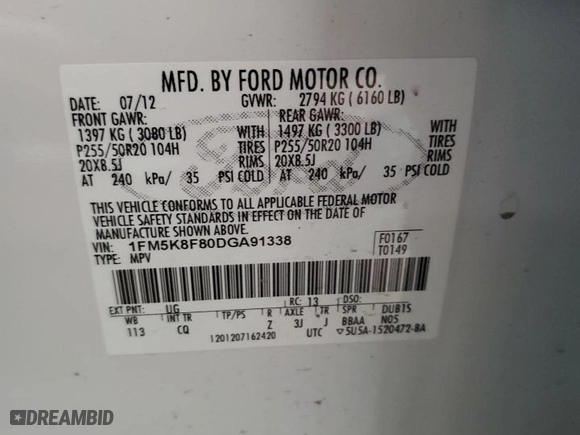 MFD. BY FORD MOTOR CO.
DATE: 07/12 GVWR: 2794 KG ( 6160 LB)
FRONT GAWR: REAR GAWR:
1397 KG ( 3080 LB) WITH 1497 KG ( 3300 LB) WITH
P255/50R20 104H TIRES P255/50R20 104H TIRES
20X8.5J RIMS 20X8.5J RIMS
AT 240 kPa/ 35 PSI COLD AT 240 kPa/ 35 PSI COLD
Ford
THIS VEHICLE CONFORMS TO ALL APPLICABLE FEDERAL MOTOR
VEHICLE SAFETY STANDARDS IN EFFECT ON THE DATE OF
MANUFACTURE SHOWN ABOVE.
VIN: 1FM5K8F80DGA91338 F0167
TYPE: MPV T0149
EXT PNT: UG RC: 13 DSO:
WB INT TR TP/PS R AXLE TR SPR DUB1S
113 CQ Z 3J J BBAA N05
1201207162420 UTC ▽5U5A-1520472-BA
DREAMBID